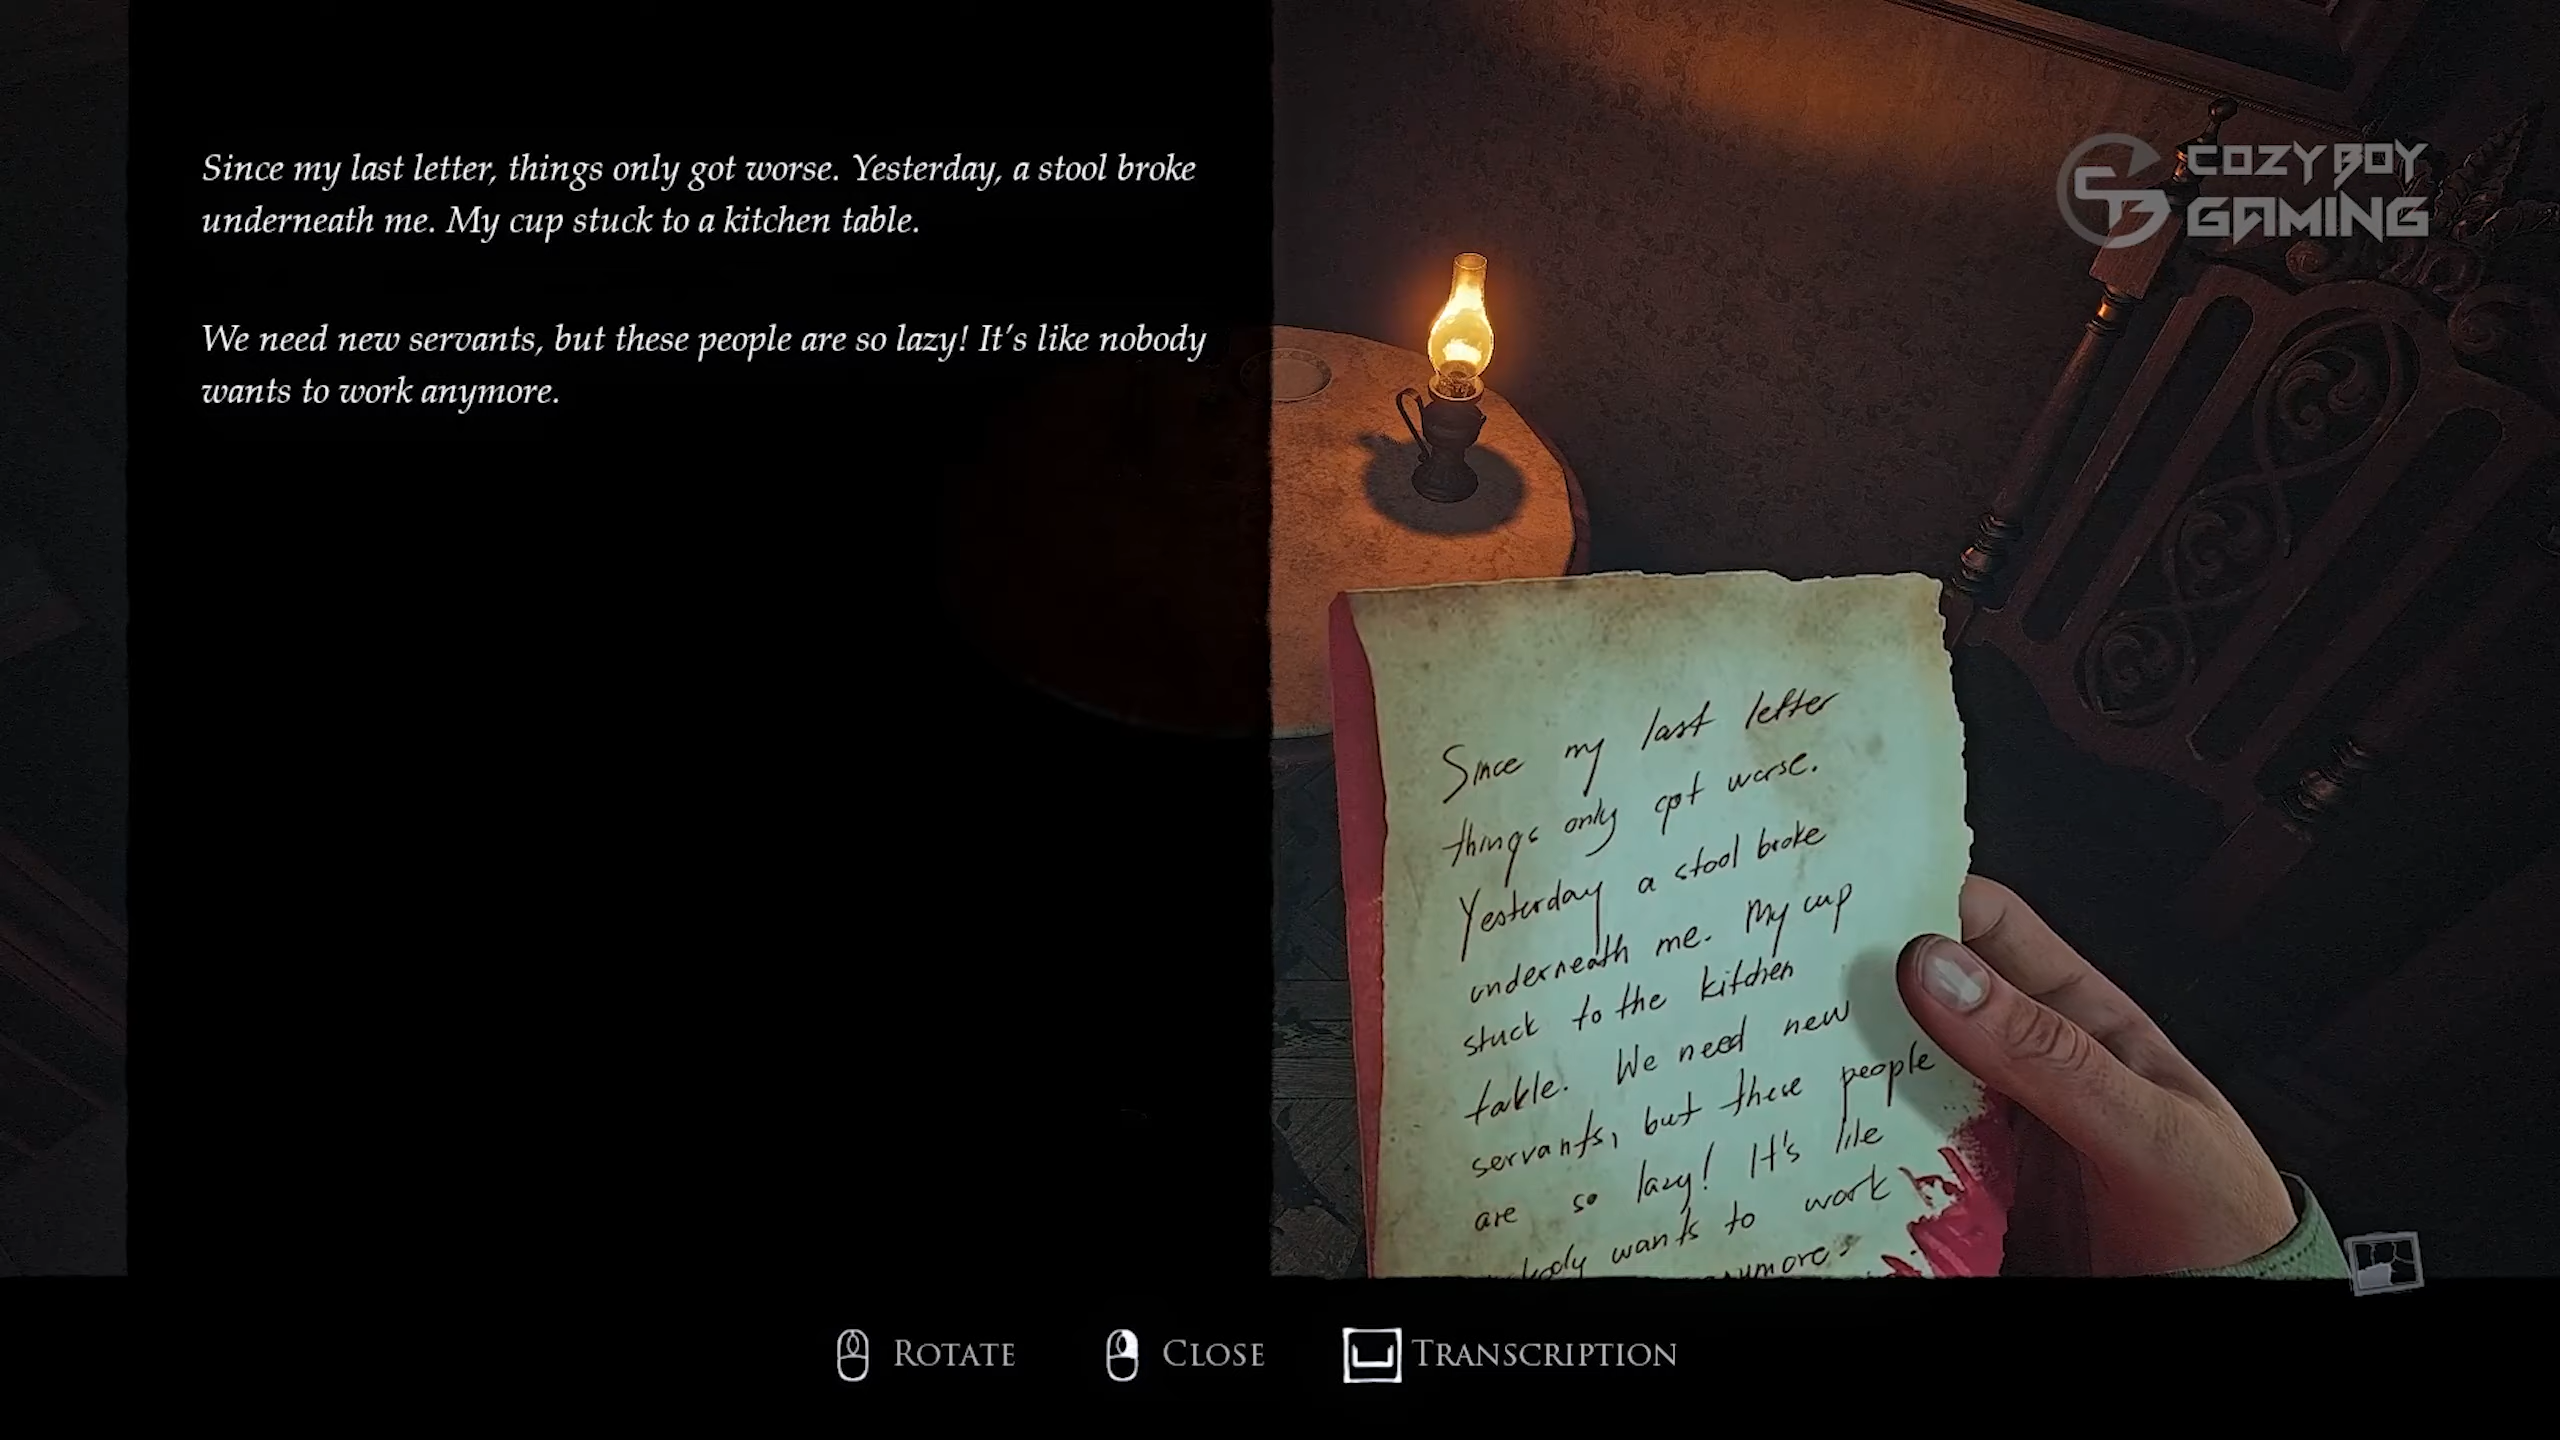 Since my last letter, things only got worse. Yesterday, a stool broke
underneath me. My cup stuck to a kitchen table.
We need new servants, but these people are so lazy! It's like nobody
wants to work anymore.
COZY BOY
GAMING
Since my last letter
things only got worse.
Yesterday a stool broke
underneath me. My cup
stuck to the kitchen
table. We need new
servants, but these people
are so lazy! It's like
wants to work
ROTATE
CLOSE
TRANSCRIPTION